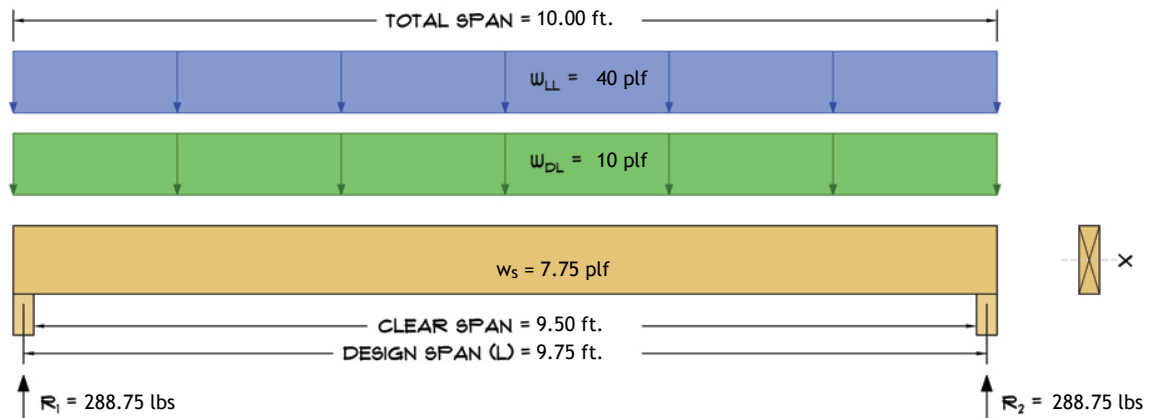 TOTAL SPAN = 10.00 ft.
WLL = 40 plf
WDL = 10 plf
ws = 7.75 plf
X
CLEAR SPAN = 9.50 ft.
DESIGN SPAN (L) = 9.75 ft.
R1 = 288.75 lbs
R2 = 288.75 lbs